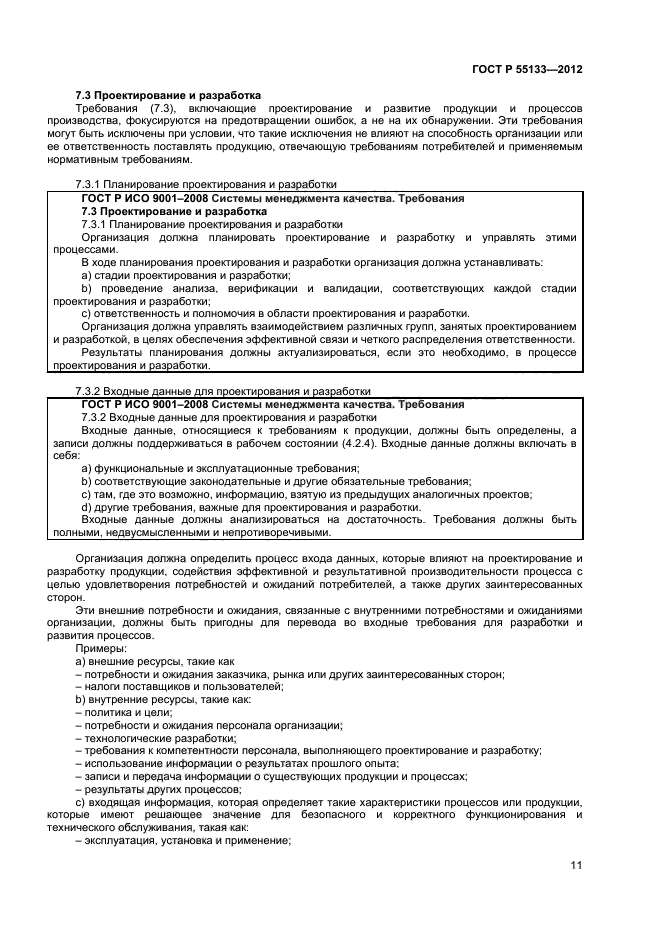 ГОСТ Р 55133—2012
7.3 Проектирование и разработка
Требования (7.3), включающие проектирование и развитие продукции и процессов
производства, фокусируются на предотвращении ошибок, а не на их обнаружении. Эти требования
могут быть исключены при условии, что такие исключения не влияют на способность организации или
ее ответственность поставлять продукцию, отвечающую требованиям потребителей и применяемым
нормативным требованиям.
7.3.1 Планирование проектирования и разработки
ГОСТ Р ИСО 9001–2008 Системы менеджмента качества. Требования
7.3 Проектирование и разработка
7.3.1 Планирование проектирования и разработки
Организация должна планировать проектирование и разработку и управлять этими
процессами.
В ходе планирования проектирования и разработки организация должна устанавливать:
a) стадии проектирования и разработки;
b) проведение анализа, верификации и валидации, соответствующих каждой стадии
проектирования и разработки;
c) ответственность и полномочия в области проектирования и разработки.
Организация должна управлять взаимодействием различных групп, занятых проектированием
и разработкой, в целях обеспечения эффективной связи и четкого распределения ответственности.
Результаты планирования должны актуализироваться, если это необходимо, в процессе
проектирования и разработки.
7.3.2 Входные данные для проектирования и разработки
ГОСТ Р ИСО 9001–2008 Системы менеджмента качества. Требования
7.3.2 Входные данные для проектирования и разработки
Входные данные, относящиеся к требованиям к продукции, должны быть определены, а
записи должны поддерживаться в рабочем состоянии (4.2.4). Входные данные должны включать в
себя:
a) функциональные и эксплуатационные требования;
b) соответствующие законодательные и другие обязательные требования;
c) там, где это возможно, информацию, взятую из предыдущих аналогичных проектов;
d) другие требования, важные для проектирования и разработки.
Входные данные должны анализироваться на достаточность. Требования должны быть
полными, недвусмысленными и непротиворечивыми.
Организация должна определить процесс входа данных, которые влияют на проектирование и
разработку продукции, содействия эффективной и результативной производительности процесса с
целью удовлетворения потребностей и ожиданий потребителей, а также других заинтересованных
сторон.
Эти внешние потребности и ожидания, связанные с внутренними потребностями и ожиданиями
организации, должны быть пригодны для перевода во входные требования для разработки и
развития процессов.
Примеры:
a) внешние ресурсы, такие как
– потребности и ожидания заказчика, рынка или других заинтересованных сторон;
– налоги поставщиков и пользователей;
b) внутренние ресурсы, такие как:
– политика и цели;
– потребности и ожидания персонала организации;
– технологические разработки;
– требования к компетентности персонала, выполняющего проектирование и разработку;
– использование информации о результатах прошлого опыта;
– записи и передача информации о существующих продукции и процессах;
– результаты других процессов;
c) входящая информация, которая определяет такие характеристики процессов или продукции,
которые имеют решающее значение для безопасного и корректного функционирования и
технического обслуживания, такая как:
– эксплуатация, установка и применение;
11